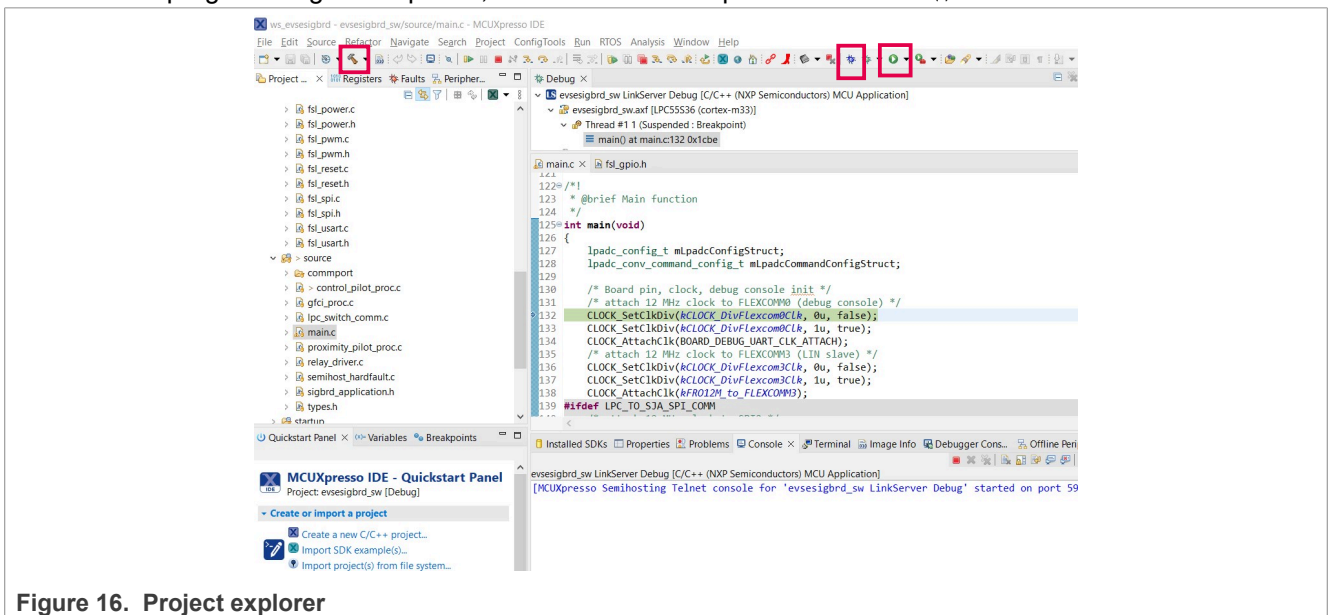 ws_evsesigbrd - evsesigbrd_sw/source/main.c - MCUXpresso IDE
File Edit Source Refactor Navigate Search Project ConfigTools Run RTOS Analysis Window Help
Project ... Registers Faults Peripher...
> fsl_power.c
> fsl_power.h
> fsl_pwm.c
> fsl_pwm.h
> fsl_reset.c
> fsl_reset.h
> fsl_spi.c
> fsl_spi.h
> fsl_usart.c
> fsl_usart.h
> source
> commport
> > control_pilot_proc.c
> gfci_proc.c
> lpc_switch_comm.c
> main.c
> proximity_pilot_proc.c
> relay_driver.c
> semihost_hardfault.c
> sigbrd_application.h
> types.h
> startup
Debug
evsesigbrd_sw LinkServer Debug [C/C++ (NXP Semiconductors) MCU Application]
evsesigbrd_sw.axf [LPC55S36 (cortex-m33)]
Thread #1 1 (Suspended : Breakpoint)
main() at main.c:132 0x1cbe
main.c fsl_gpio.h
121
122 /*!
123 * @brief Main function
124 */
125 int main(void)
126 {
127 lpadc_config_t mLpadcConfigStruct;
128 lpadc_conv_command_config_t mLpadcCommandConfigStruct;
129
130 /* Board pin, clock, debug console init */
131 /* attach 12 MHz clock to FLEXCOMM0 (debug console) */
132 CLOCK_SetClkDiv(kCLOCK_DivFlexcom0Clk, 0u, false);
133 CLOCK_SetClkDiv(kCLOCK_DivFlexcom0Clk, 1u, true);
134 CLOCK_AttachClk(BOARD_DEBUG_UART_CLK_ATTACH);
135 /* attach 12 MHz clock to FLEXCOMM3 (LIN slave) */
136 CLOCK_SetClkDiv(kCLOCK_DivFlexcom3Clk, 0u, false);
137 CLOCK_SetClkDiv(kCLOCK_DivFlexcom3Clk, 1u, true);
138 CLOCK_AttachClk(kFRO12M_to_FLEXCOMM3);
139 #ifdef LPC_TO_SJA_SPI_COMM
Quickstart Panel (x)= Variables Breakpoints
MCUXpresso IDE - Quickstart Panel
IDE Project: evsesigbrd_sw [Debug]
Create or import a project
Create a new C/C++ project...
Import SDK example(s)...
Import project(s) from file system...
Installed SDKs Properties Problems Console Terminal Image Info Debugger Cons... Offline Peri
evsesigbrd_sw LinkServer Debug [C/C++ (NXP Semiconductors) MCU Application]
[MCUXpresso Semihosting Telnet console for 'evsesigbrd_sw LinkServer Debug' started on port 59
Figure 16. Project explorer